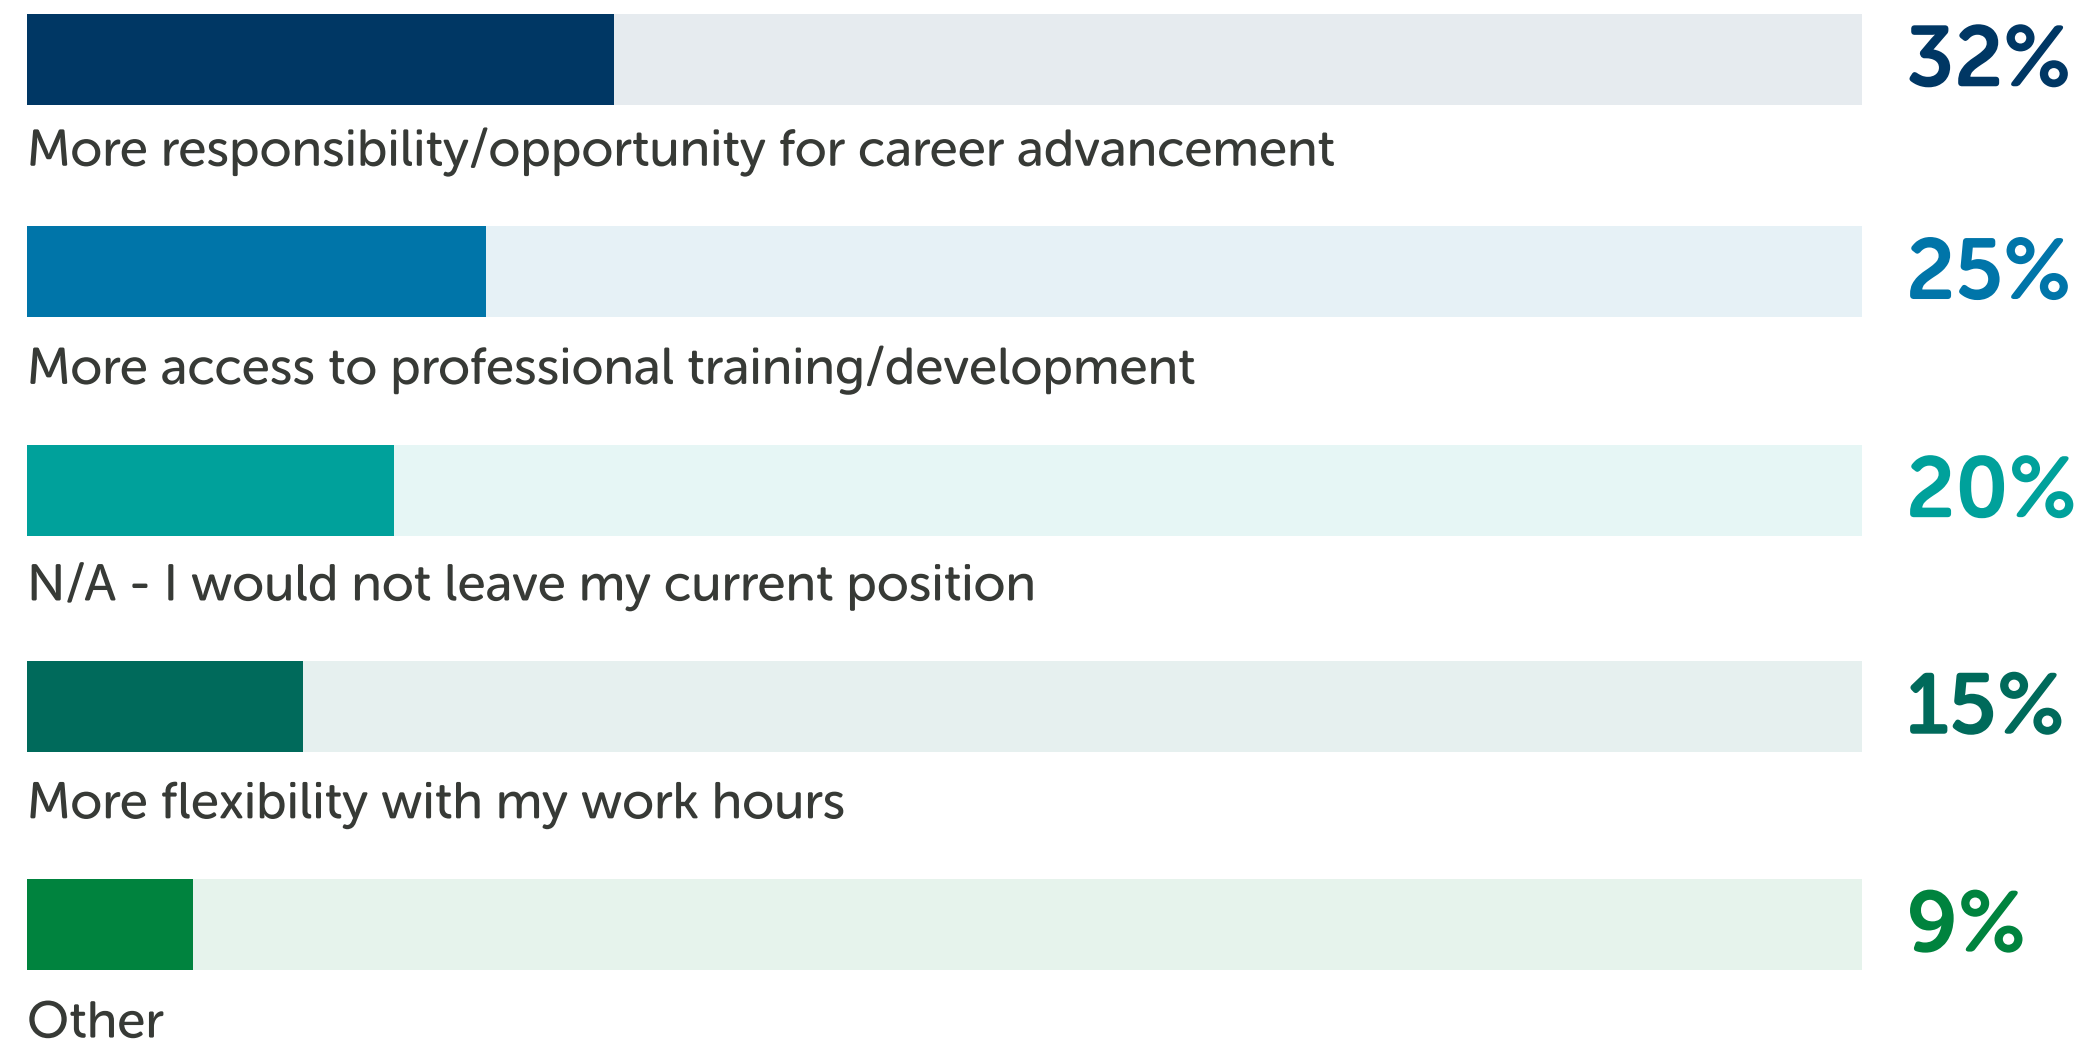 32%
More responsibility/opportunity for career advancement
25%
More access to professional training/development
20%
N/A - I would not leave my current position
15%
More flexibility with my work hours
9%
Other